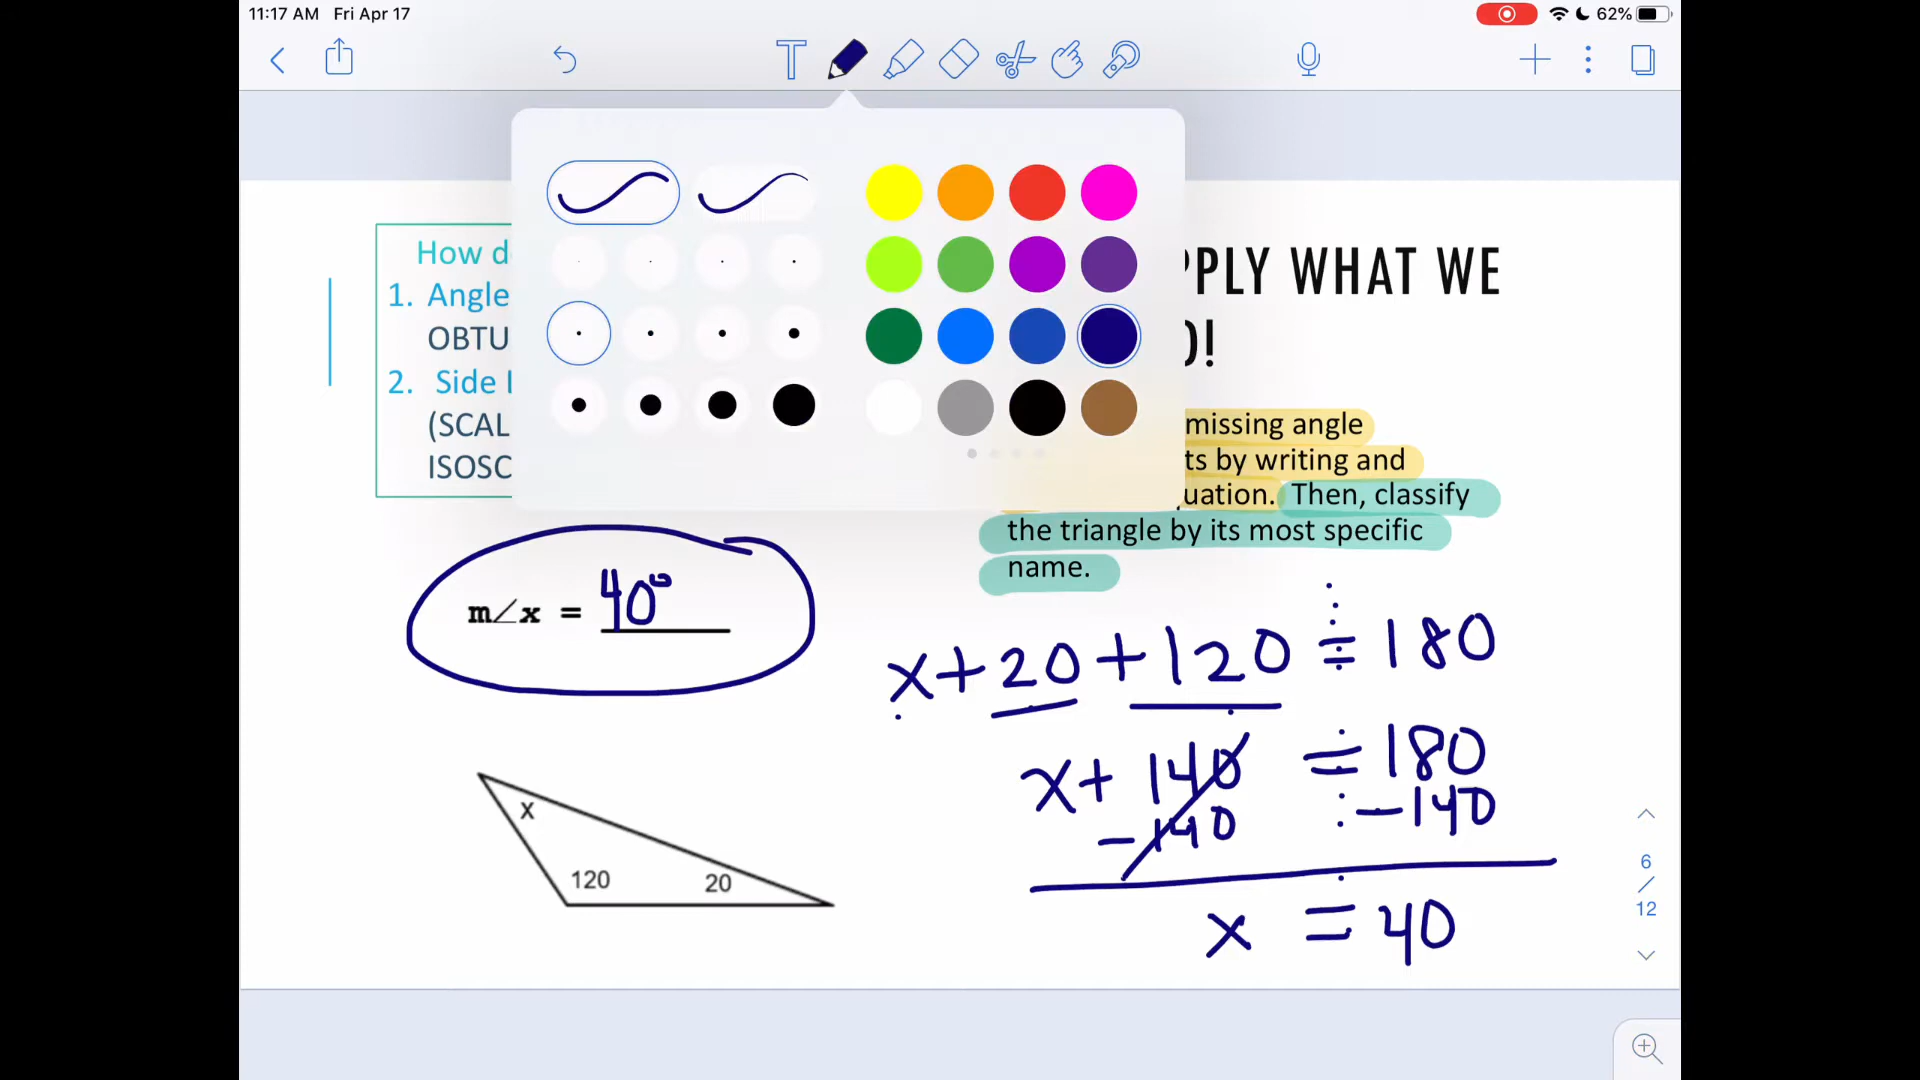 11:17 AM Fri Apr 17
62%
T
How d
1. Angle
OBTU
2. Side
(SCAL
ISOSC
PPLY WHAT WE
D!
missing angle
ts by writing and
uation. Then, classify
the triangle by its most specific
name.
m∠x = 40°
x+20+120 = 180
x+ 140 = 180
-140 -140
x = 40
x
120 20
6
/
12